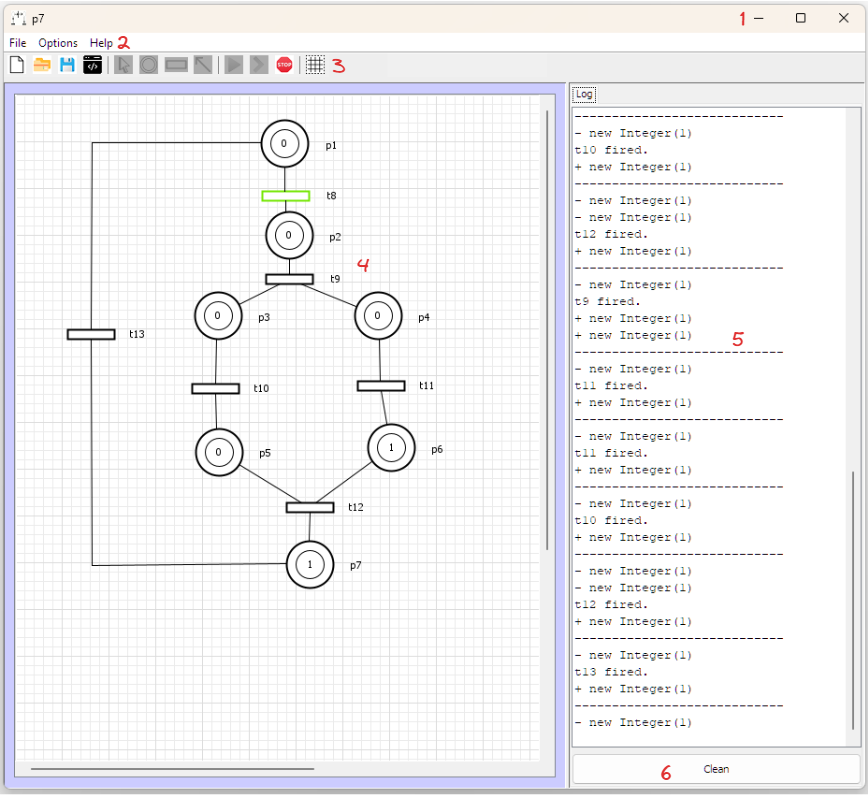 p7
1
File Options Help 2
STOP
3
Log
0 p1
t8
0 p2
4
t9
0 p3
0 p4
t13
t10
t11
0 p5
1 p6
t12
1 p7
-----------------------------
- new Integer(1)
t10 fired.
+ new Integer(1)
-----------------------------
- new Integer(1)
- new Integer(1)
t12 fired.
+ new Integer(1)
-----------------------------
- new Integer(1)
t9 fired.
+ new Integer(1)
+ new Integer(1)
5
-----------------------------
- new Integer(1)
t11 fired.
+ new Integer(1)
-----------------------------
- new Integer(1)
t11 fired.
+ new Integer(1)
-----------------------------
- new Integer(1)
t10 fired.
+ new Integer(1)
-----------------------------
- new Integer(1)
- new Integer(1)
t12 fired.
+ new Integer(1)
-----------------------------
- new Integer(1)
t13 fired.
+ new Integer(1)
-----------------------------
- new Integer(1)
6 Clean